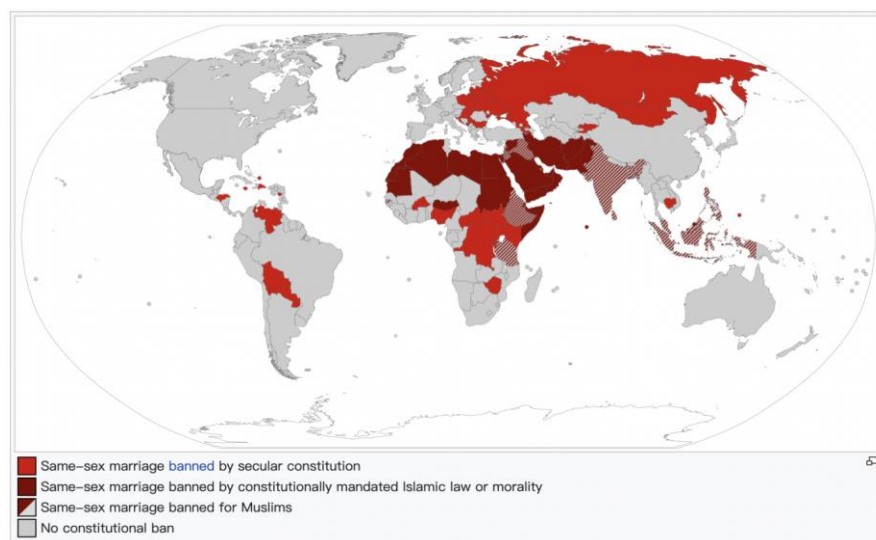 Same-sex marriage banned by secular constitution
Same-sex marriage banned by constitutionally mandated Islamic law or morality
Same-sex marriage banned for Muslims
No constitutional ban